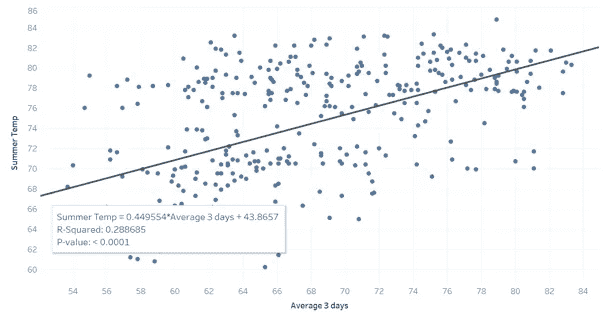 86
84
82
80
78
76
74
72
70
68
66
64
62
60
Summer Temp
Summer Temp = 0.449554*Average 3 days + 43.8657
R-Squared: 0.288685
P-value: < 0.0001
54 56 58 60 62 64 66 68 70 72 74 76 78 80 82 84
Average 3 days